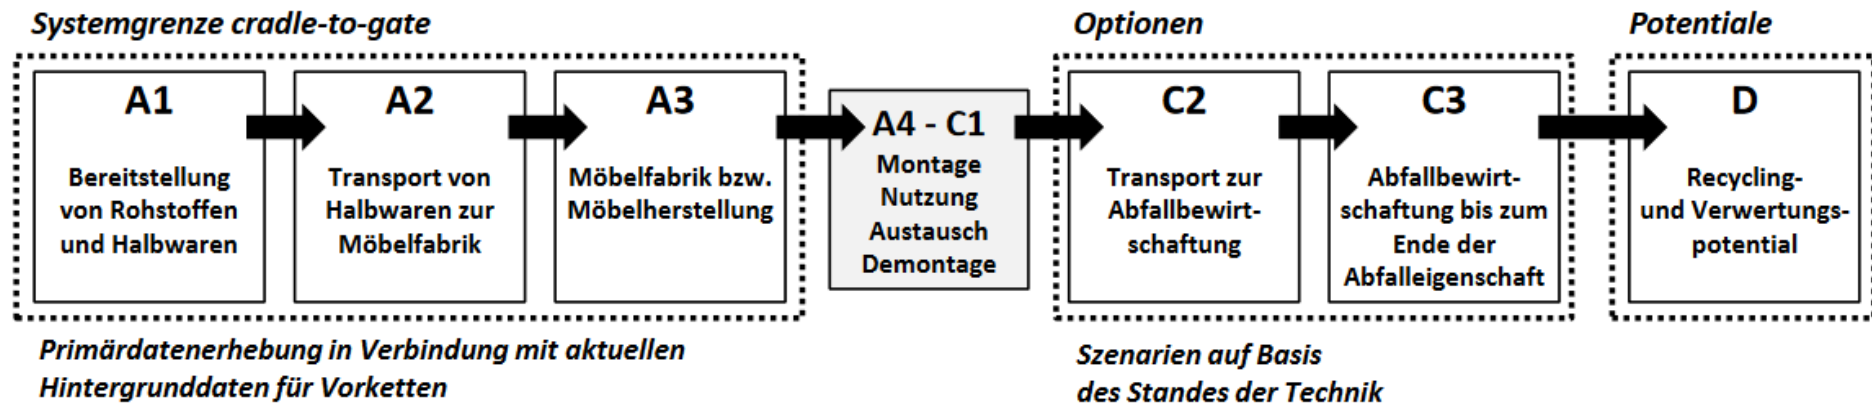 Systemgrenze cradle-to-gate
A1
Bereitstellung
von Rohstoffen
und Halbwaren
A2
Transport von
Halbwaren zur
Möbelfabrik
A3
Möbelfabrik bzw.
Möbelherstellung
Primärdatenerhebung in Verbindung mit aktuellen
Hintergrunddaten für Vorketten
A4 - C1
Montage
Nutzung
Austausch
Demontage
Optionen
C2
Transport zur
Abfallbewirt-
schaftung
C3
Abfallbewirt-
schaftung bis zum
Ende der
Abfalleigenschaft
Szenarien auf Basis
des Standes der Technik
Potentiale
D
Recycling-
und Verwertungs-
potential